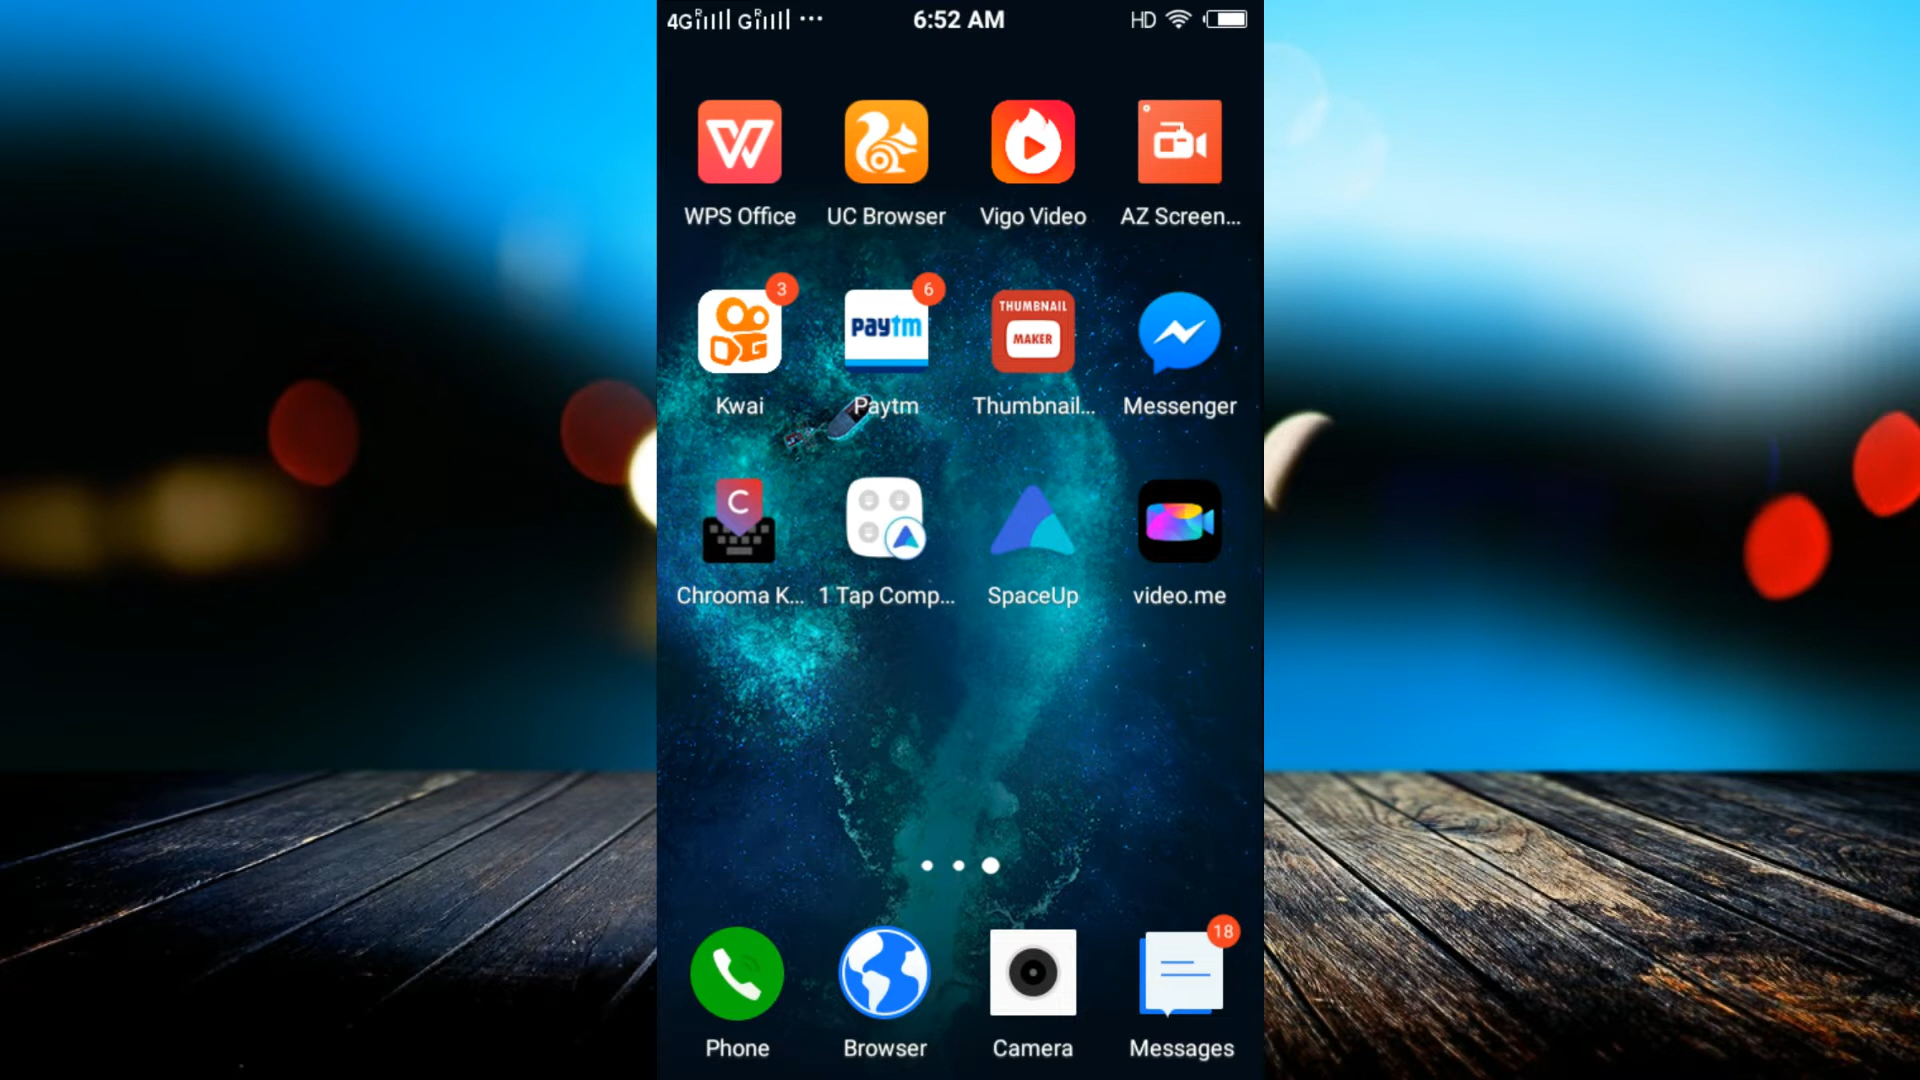 4G R G R ... 6:52 AM HD
WPS Office UC Browser Vigo Video AZ Screen...
3 6
paytm THUMBNAIL MAKER
Kwai Paytm Thumbnail... Messenger
C
Chrooma K... 1 Tap Comp... SpaceUp video.me
18
Phone Browser Camera Messages